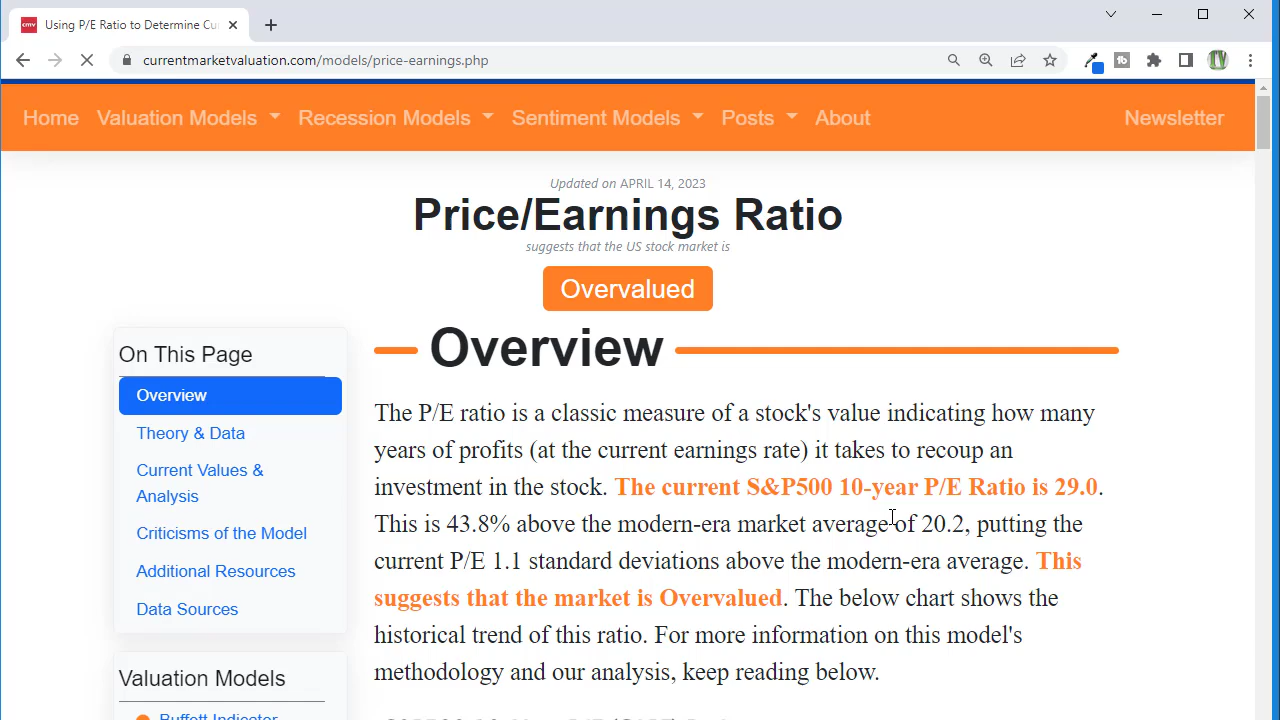 Using P/E Ratio to Determine Cu
currentmarketvaluation.com/models/price-earnings.php
Home Valuation Models Recession Models Sentiment Models Posts About Newsletter
Updated on APRIL 14, 2023
Price/Earnings Ratio
suggests that the US stock market is
Overvalued
On This Page
Overview
Theory & Data
Current Values &
Analysis
Criticisms of the Model
Additional Resources
Data Sources
Valuation Models
Buffett Indicator
Overview
The P/E ratio is a classic measure of a stock's value indicating how many
years of profits (at the current earnings rate) it takes to recoup an
investment in the stock. The current S&P500 10-year P/E Ratio is 29.0.
This is 43.8% above the modern-era market average of 20.2, putting the
current P/E 1.1 standard deviations above the modern-era average. This
suggests that the market is Overvalued. The below chart shows the
historical trend of this ratio. For more information on this model's
methodology and our analysis, keep reading below.